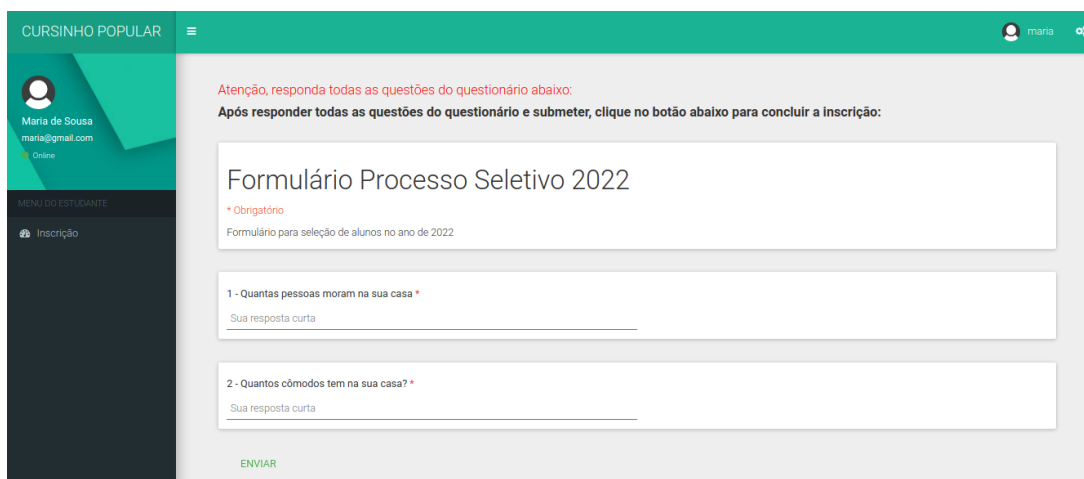 CURSINHO POPULAR
maria
Maria de Sousa
maria@gmail.com
Online
MENU DO ESTUDANTE
Inscrição
Atenção, responda todas as questões do questionário abaixo:
Após responder todas as questões do questionário e submeter, clique no botão abaixo para concluir a inscrição:
Formulário Processo Seletivo 2022
* Obrigatório
Formulário para seleção de alunos no ano de 2022
1 - Quantas pessoas moram na sua casa *
Sua resposta curta
2 - Quantos cômodos tem na sua casa? *
Sua resposta curta
ENVIAR